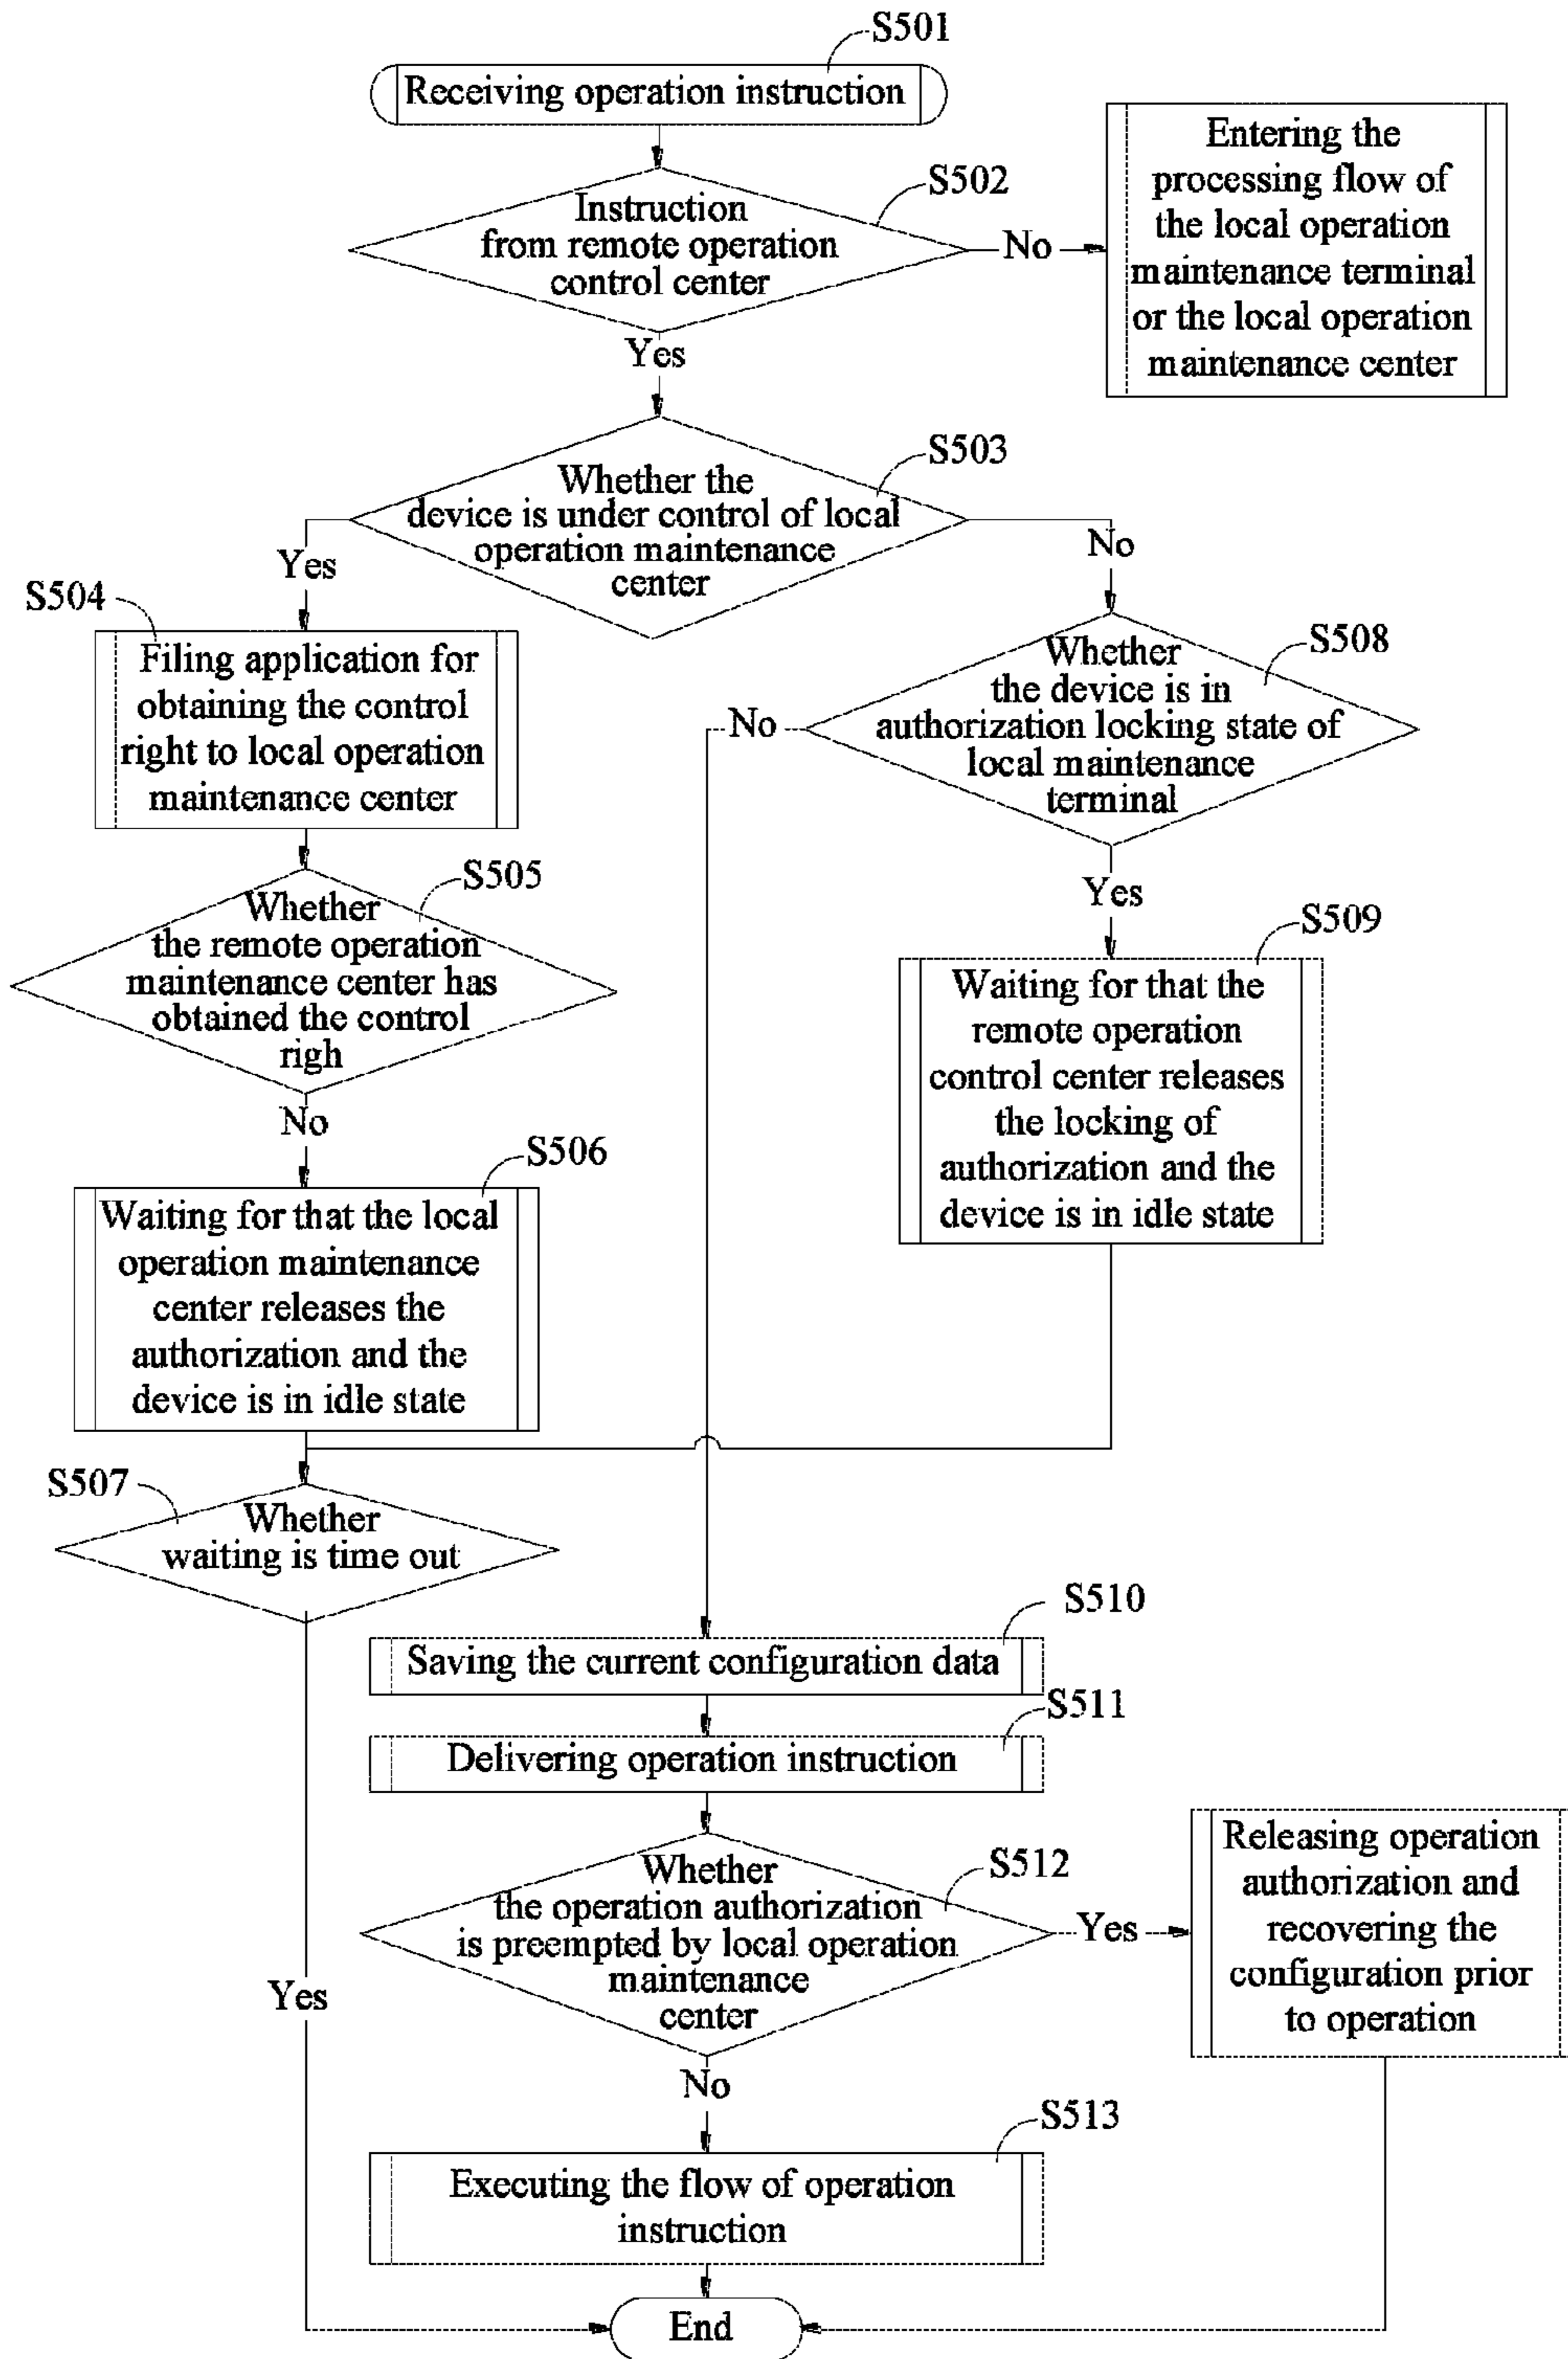 S501
Receiving operation instruction
S502
Instruction
from remote operation
control center
No
Entering the
processing flow of
the local operation
maintenance terminal
or the local operation
maintenance center
Yes
S503
Whether the
device is under control of local
operation maintenance
center
Yes
No
S504
Filing application for
obtaining the control
right to local operation
maintenance center
S508
Whether
the device is in
authorization locking state of
local maintenance
terminal
No
Yes
S505
Whether
the remote operation
maintenance center has
obtained the control
righ
No
S509
Waiting for that the
remote operation
control center releases
the locking of
authorization and the
device is in idle state
S506
Waiting for that the local
operation maintenance
center releases the
authorization and the
device is in idle state
S507
Whether
waiting is time out
Yes
S510
Saving the current configuration data
S511
Delivering operation instruction
S512
Whether
the operation authorization
is preempted by local operation
maintenance
center
Yes
Releasing operation
authorization and
recovering the
configuration prior
to operation
No
S513
Executing the flow of operation
instruction
End